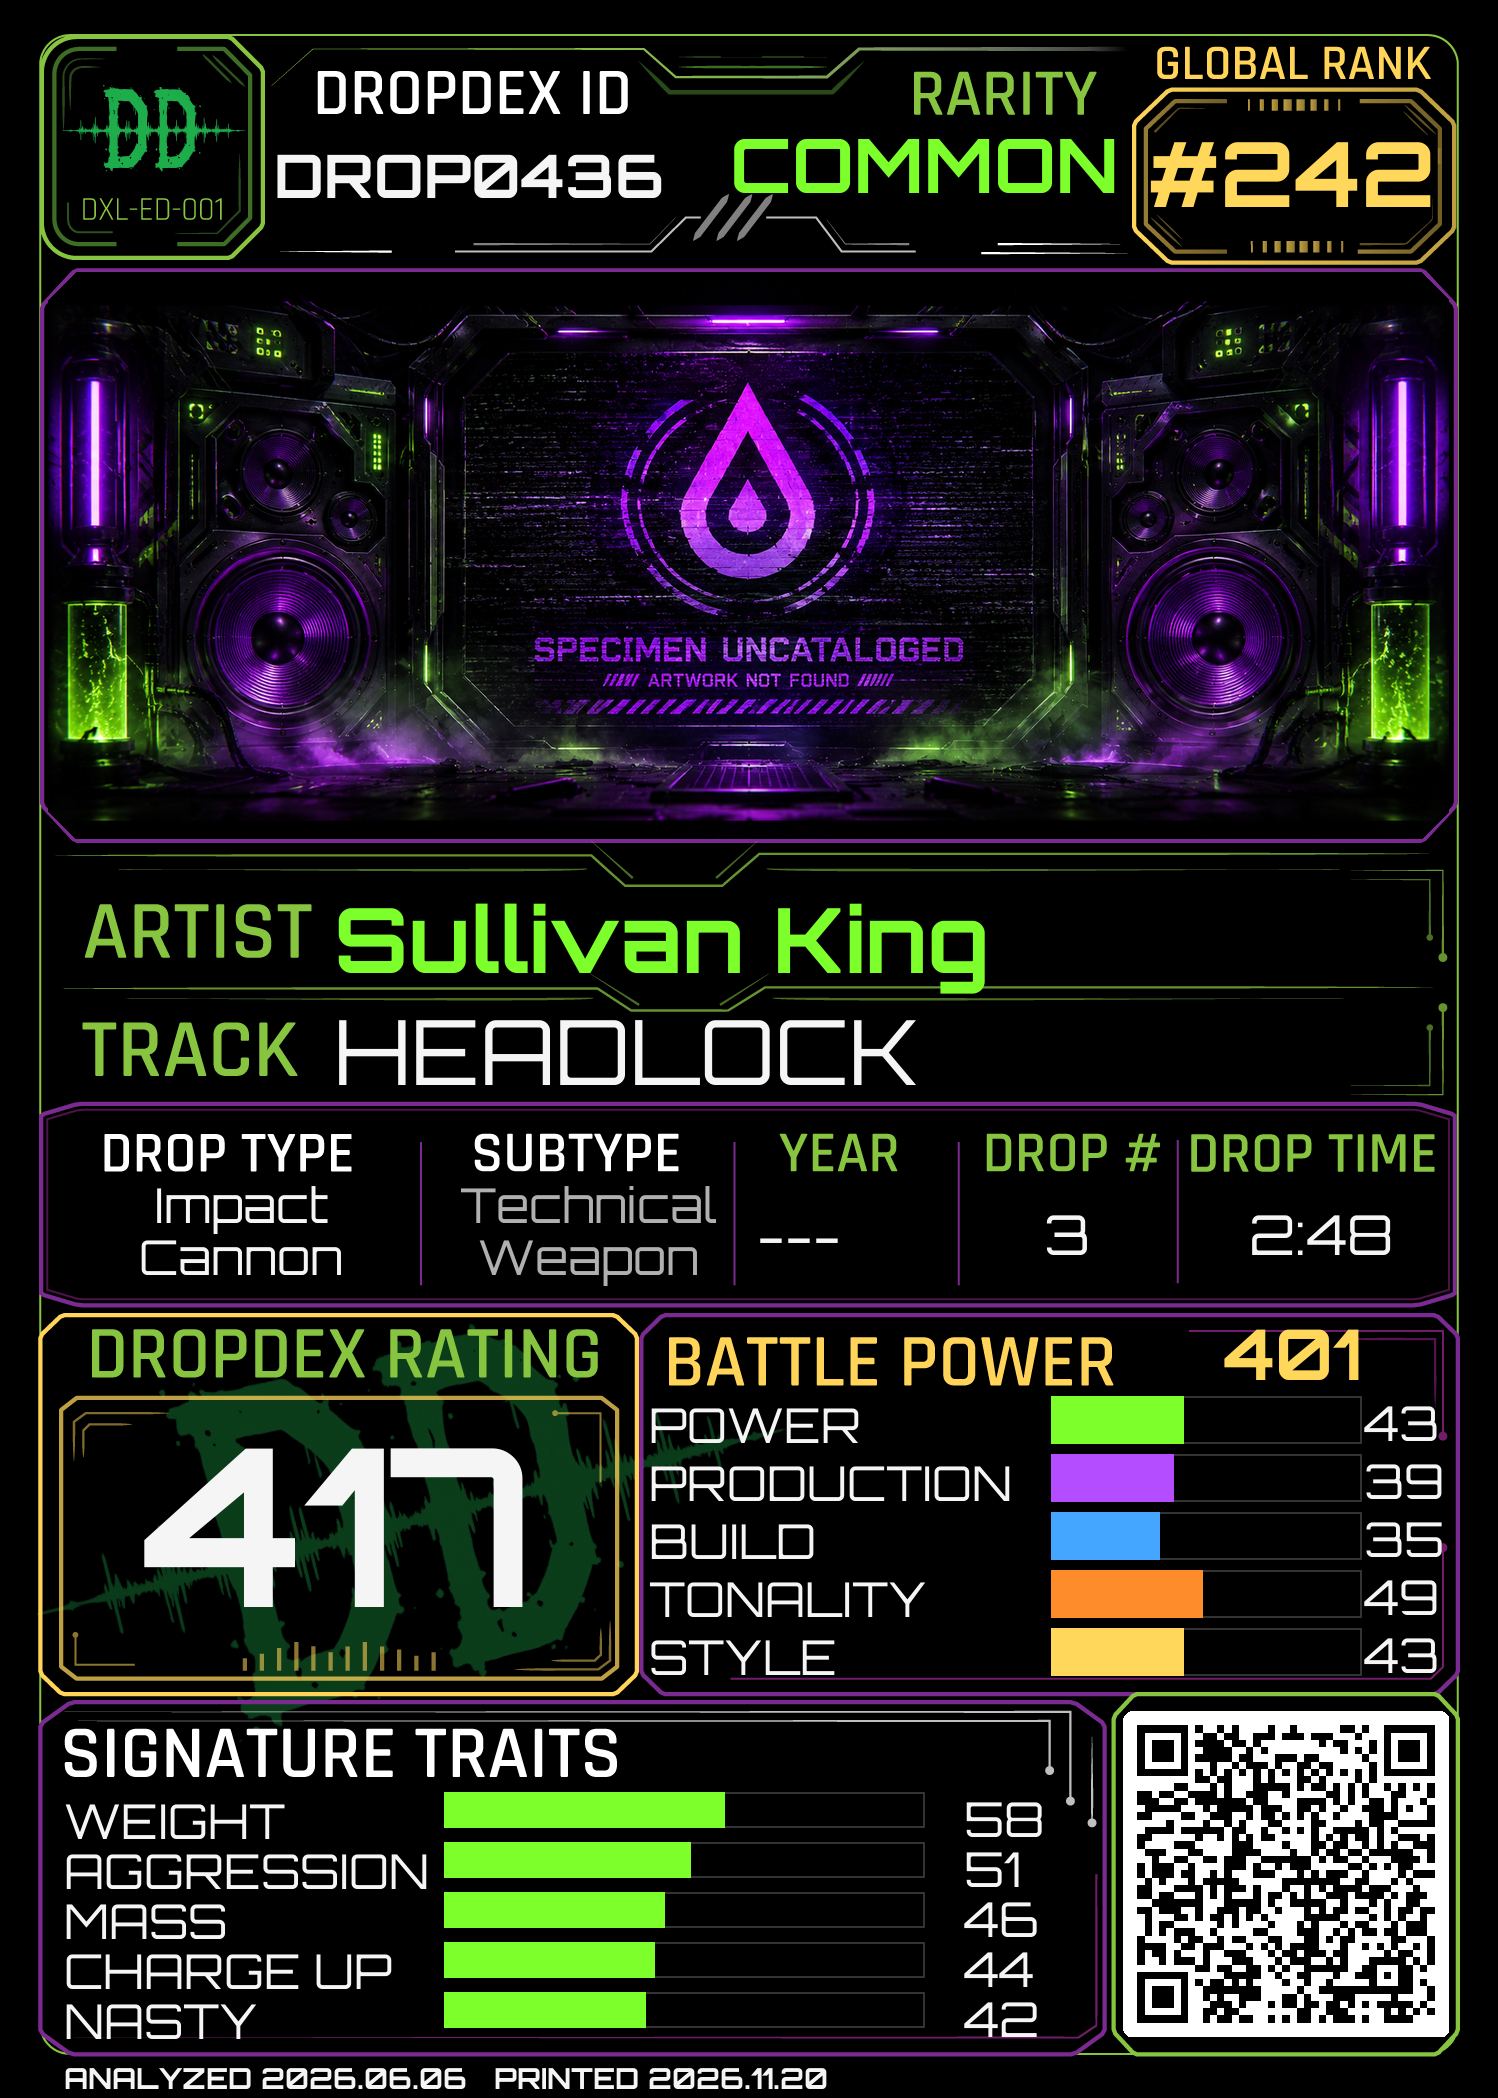 DD
DXL-ED-001
DROPDEX ID
DROP0436
RARITY
COMMON
GLOBAL RANK
#242
SPECIMEN UNCATALOGED
///// ARTWORK NOT FOUND /////
ARTIST Sullivan King
TRACK HEADLOCK
DROP TYPE
Impact
Cannon
SUBTYPE
Technical
Weapon
YEAR
---
DROP #
3
DROP TIME
2:48
DROPDEX RATING
417
BATTLE POWER 401
POWER 43
PRODUCTION 39
BUILD 35
TONALITY 49
STYLE 43
SIGNATURE TRAITS
WEIGHT 58
AGGRESSION 51
MASS 46
CHARGE UP 44
NASTY 42
ANALYZED 2026.06.06 PRINTED 2026.11.20